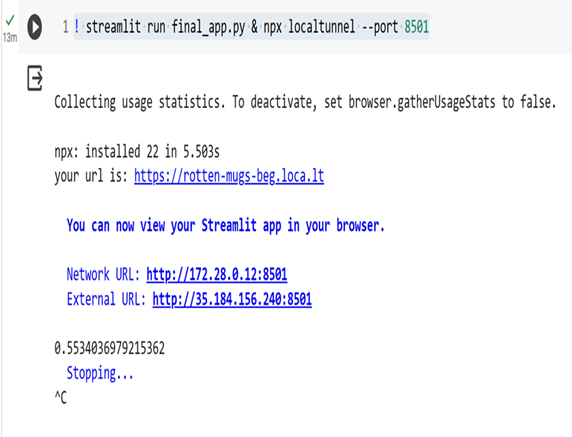 1 ! streamlit run final_app.py & npx localtunnel --port 8501
13m
Collecting usage statistics. To deactivate, set browser.gatherUsageStats to false.
npx: installed 22 in 5.503s
your url is: https://rotten-mugs-beg.loca.lt
You can now view your Streamlit app in your browser.
Network URL: http://172.28.0.12:8501
External URL: http://35.184.156.240:8501
0.5534036979215362
Stopping...
^C